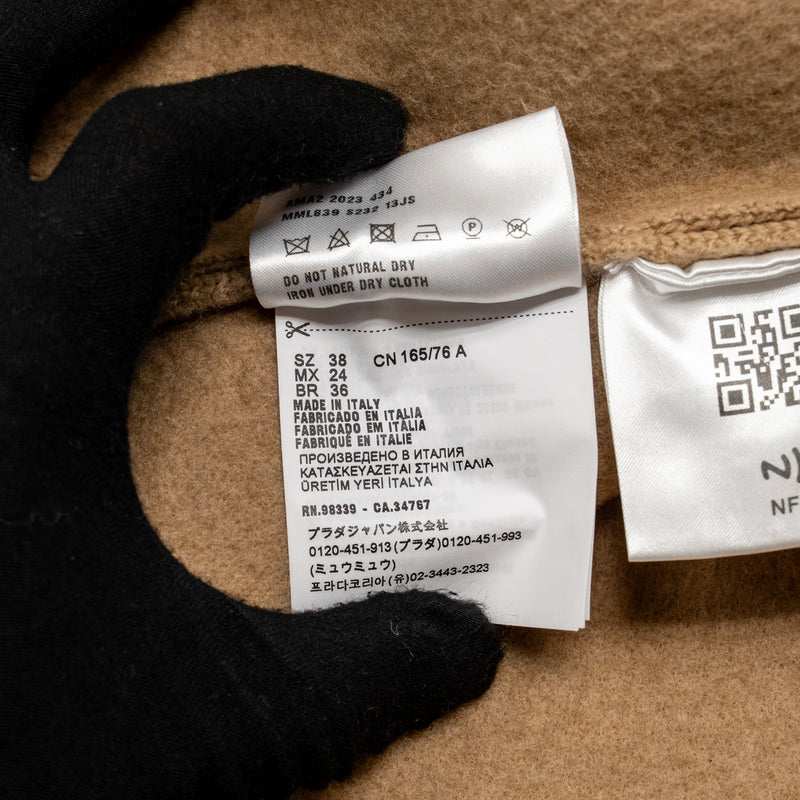 AMA2 2023 434
MML839 S232 13JS
P
W
DO NOT NATURAL DRY
IRON UNDER DRY CLOTH
SZ 38 CN 165/76 A
MX 24
BR 36
MADE IN ITALY
FABRICADO EN ITALIA
FABRICADO EM ITÁLIA
FABRIQUÉ EN ITALIE
ПРОИЗВЕДЕНО В ИТАЛИЯ
ΚΑΤΑΣΚΕΥΑΖΕΤΑΙ ΣΤΗΝ ΙΤΑΛΙΑ
ÜRETİM YERİ İTALYA
RN.98339 - CA.34767
プラダジャパン株式会社
0120-451-913(プラダ)0120-451-993
(ミュウミュウ)
프라다코리아(유)02-3443-2323
NF